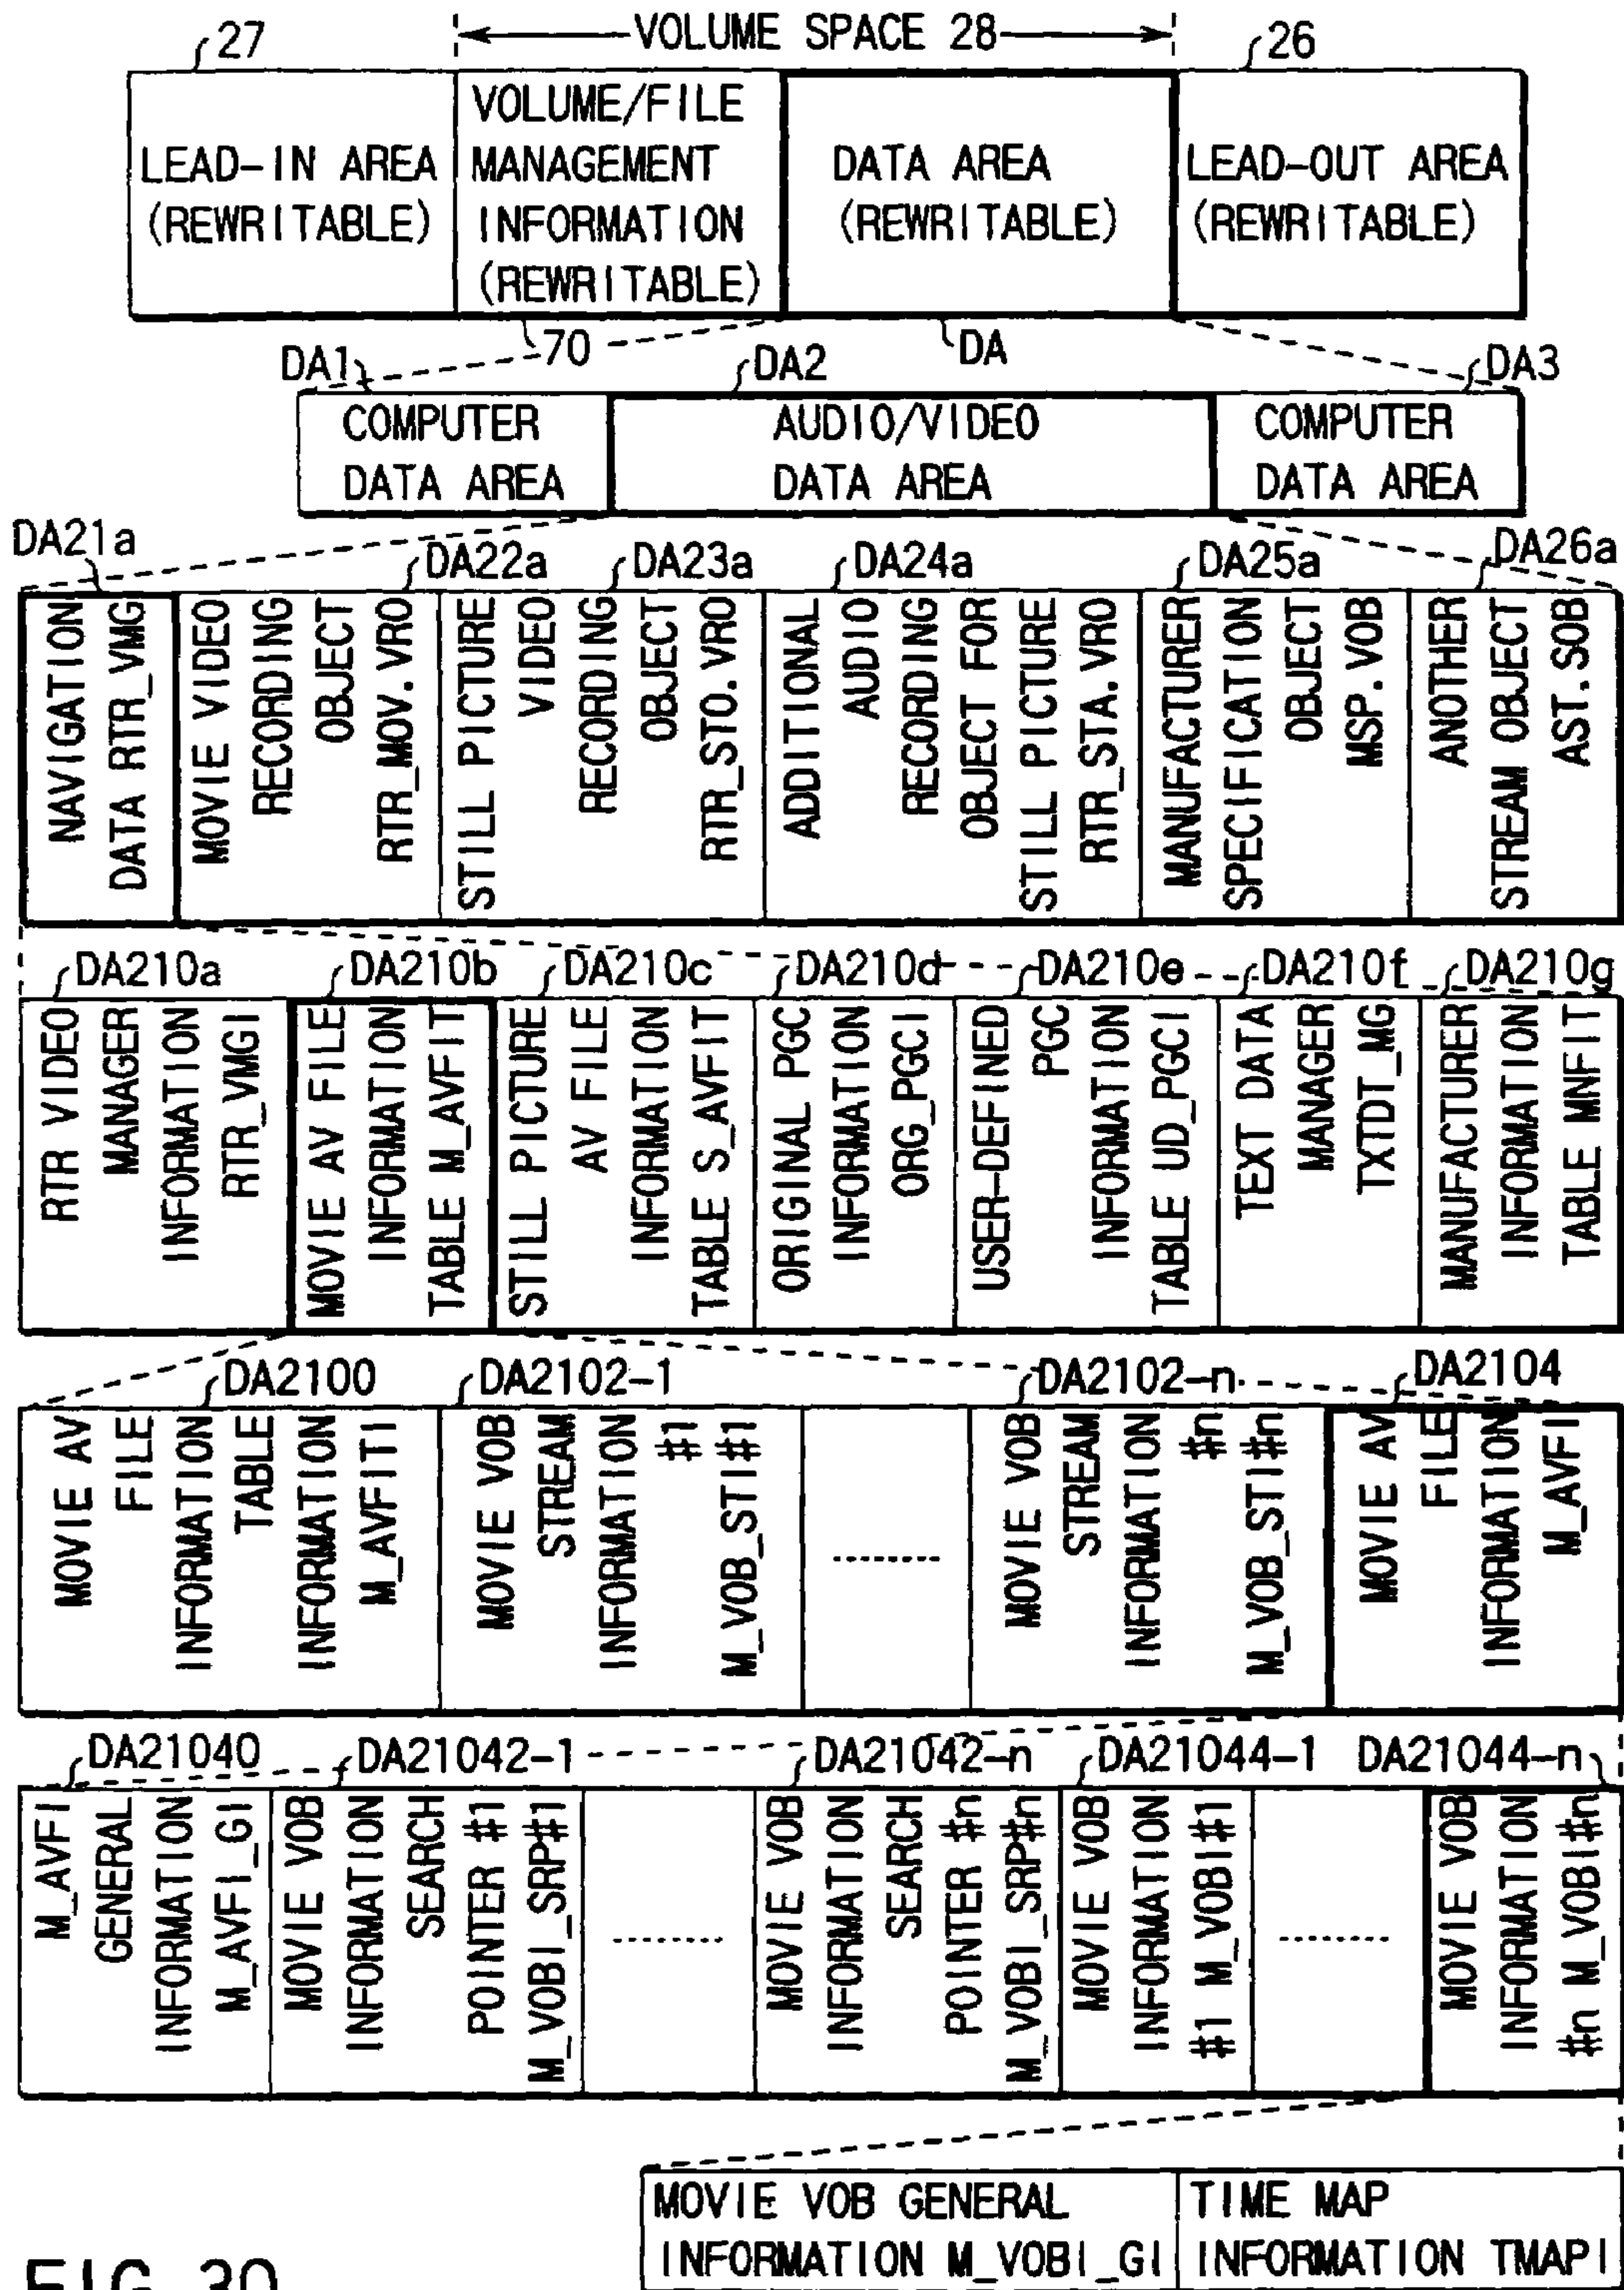 27
VOLUME SPACE 28
26
LEAD-IN AREA
(REWRITABLE)
VOLUME/FILE
MANAGEMENT
INFORMATION
(REWRITABLE)
DATA AREA
(REWRITABLE)
LEAD-OUT AREA
(REWRITABLE)
70
DA
DA1
DA2
DA3
COMPUTER
DATA AREA
AUDIO/VIDEO
DATA AREA
COMPUTER
DATA AREA
DA21a
DA22a
DA23a
DA24a
DA25a
DA26a
NAVIGATION
DATA RTR_VMG
MOVIE VIDEO
RECORDING
OBJECT
RTR_MOV.VRO
STILL PICTURE
VIDEO
RECORDING
OBJECT
RTR_STO.VRO
ADDITIONAL
AUDIO
RECORDING
OBJECT FOR
STILL PICTURE
RTR_STA.VRO
MANUFACTURER
SPECIFICATION
OBJECT
MSP.VOB
ANOTHER
STREAM OBJECT
AST.SOB
DA210a
DA210b
DA210c
DA210d
DA210e
DA210f
DA210g
RTR VIDEO
MANAGER
INFORMATION
RTR_VMGI
MOVIE AV FILE
INFORMATION
TABLE M_AVFIT
STILL PICTURE
AV FILE
INFORMATION
TABLE S_AVFIT
ORIGINAL PGC
INFORMATION
ORG_PGCI
USER-DEFINED
PGC
INFORMATION
TABLE UD_PGCI
TEXT DATA
MANAGER
TXTDT_MG
MANUFACTURER
INFORMATION
TABLE MNFIT
DA2100
DA2102-1
DA2102-n
DA2104
MOVIE AV
FILE
INFORMATION
TABLE
INFORMATION
M_AVFITI
MOVIE VOB
STREAM
INFORMATION
#1
M_VOB_STI#1
MOVIE VOB
STREAM
INFORMATION
#n
M_VOB_STI#n
MOVIE AV
FILE
INFORMATION
M_AVFI
DA21040
DA21042-1
DA21042-n
DA21044-1
DA21044-n
M_AVFI
GENERAL
INFORMATION
M_AVFI_GI
MOVIE VOB
INFORMATION
SEARCH
POINTER #1
M_VOBI_SRP#1
MOVIE VOB
INFORMATION
SEARCH
POINTER #n
M_VOBI_SRP#n
MOVIE VOB
INFORMATION
#1 M_VOBI#1
MOVIE VOB
INFORMATION
#n M_VOBI#n
MOVIE VOB GENERAL
INFORMATION M_VOBI_GI
TIME MAP
INFORMATION TMAPI